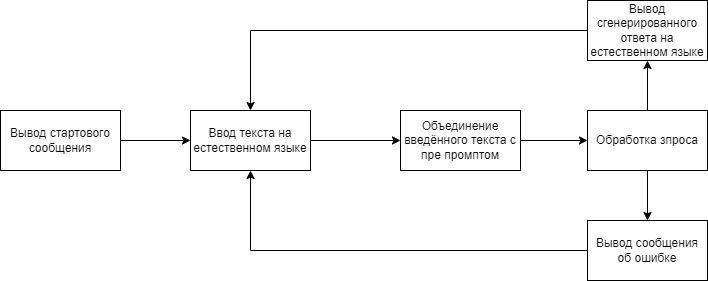 Вывод
сгенерированного
ответа на
естественном языке
Вывод стартового
сообщения
Ввод текста на
естественном языке
Объединение
введённого текста с
пре промптом
Обработка зпроса
Вывод сообщения
об ошибке